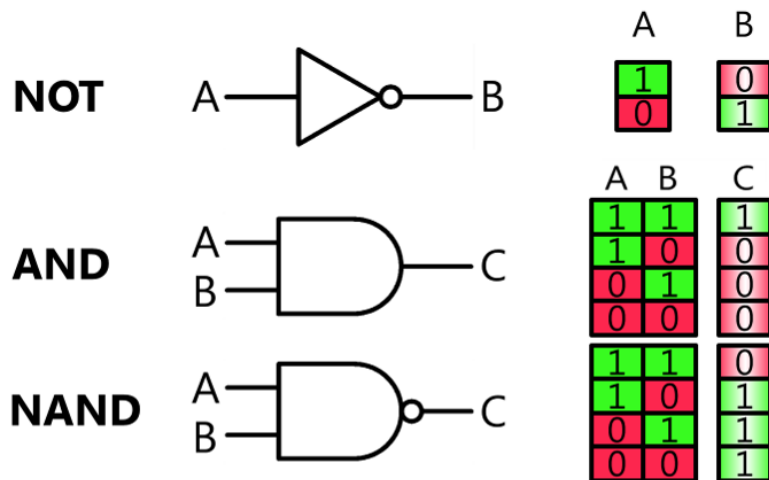 A B
NOT A B 1 0
0 1
A B C
AND A B C 1 1 1
1 0 0
0 1 0
0 0 0
NAND A B C 1 1 0
1 0 1
0 1 1
0 0 1